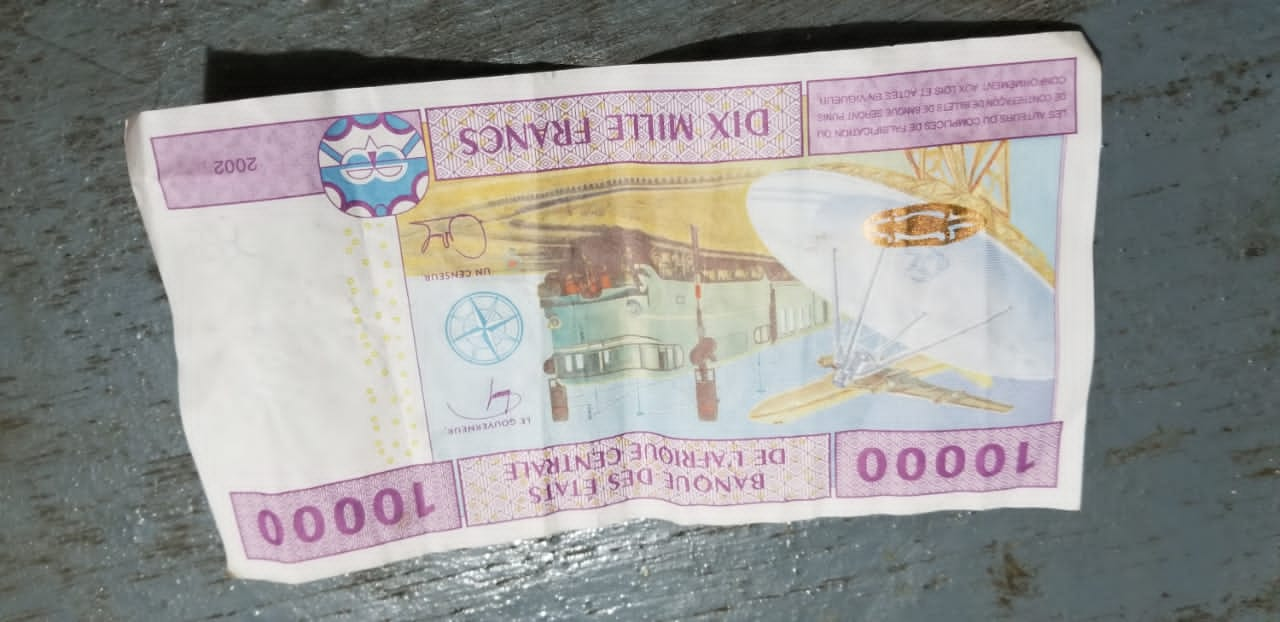 10000
BANQUE DES ÉTATS
DE L'AFRIQUE CENTRALE
10000
LE GOUVERNEUR,
UN CENSEUR
LES AUTEURS OU COMPLICES DE FALSIFICATION OU
DE CONTREFAÇON DE BILLETS DE BANQUE SERONT PUNIS
CONFORMÉMENT AUX LOIS ET ACTES EN VIGUEUR
DIX MILLE FRANCS
2002